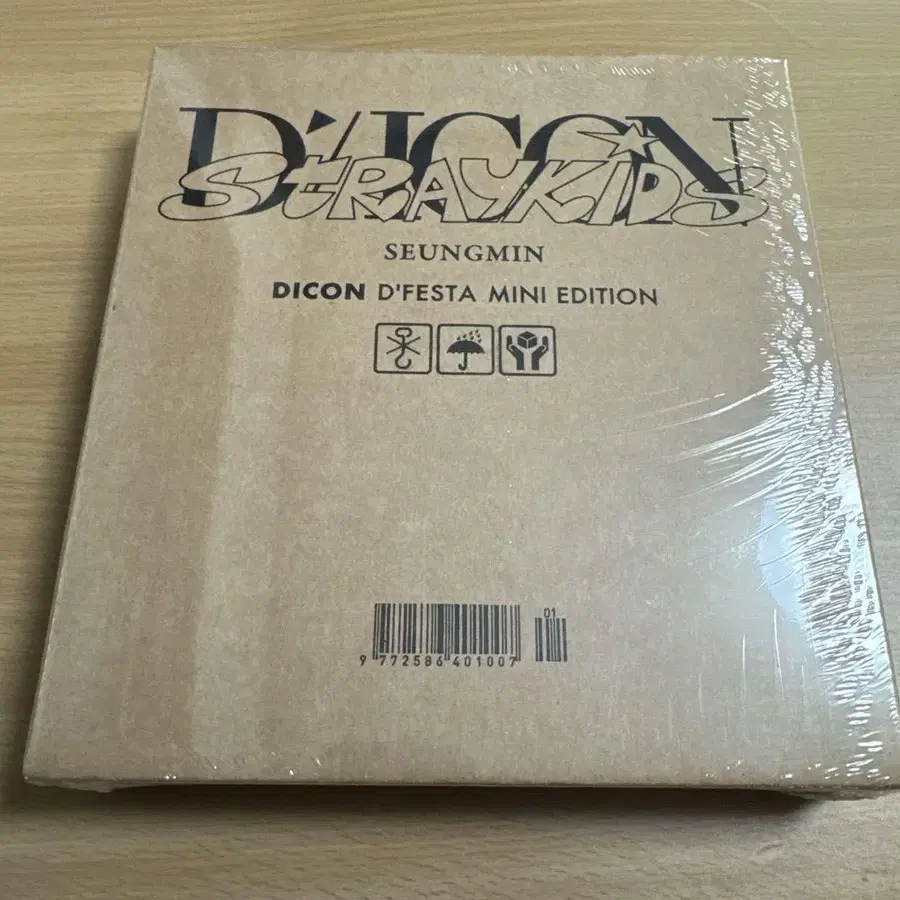 D'ICON
STRAYKIDS
SEUNGMIN
DICON D'FESTA MINI EDITION
01
9 772586 401007